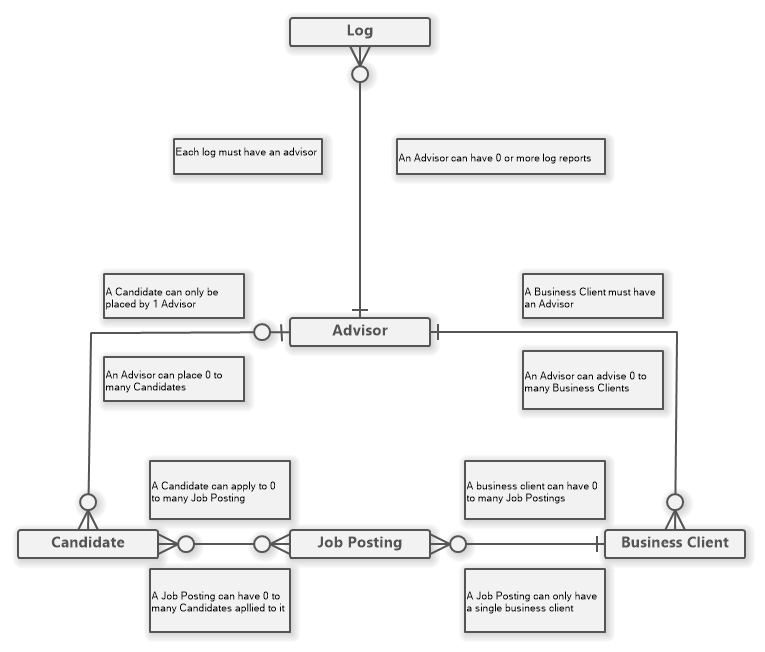 Log
Each log must have an advisor
An Advisor can have 0 or more log reports
A Candidate can only be
placed by 1 Advisor
A Business Client must have
an Advisor
Advisor
An Advisor can place 0 to
many Candidates
An Advisor can advise 0 to
many Business Clients
A Candidate can apply to 0
to many Job Posting
A business client can have 0
to many Job Postings
Candidate
Job Posting
Business Client
A Job Posting can have 0 to
many Candidates apllied to it
A Job Posting can only have
a single business client